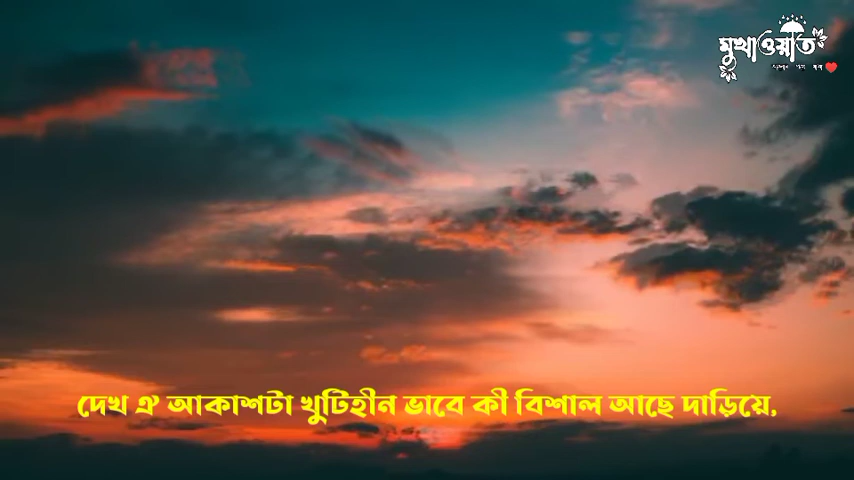 মুখাওয়াত
দেখ ঐ আকাশটা খুটিহীন ভাবে কী বিশাল আছে দাড়িয়ে,